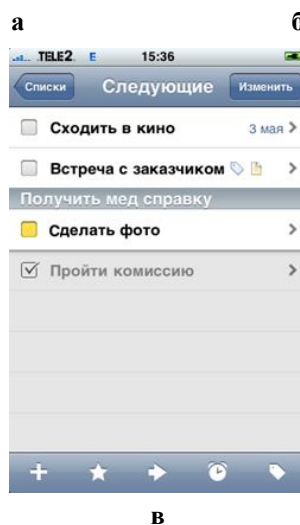 а б
TELE2 E 15:36
Списки Следующие Изменить
Сходить в кино 3 мая
Встреча с заказчиком
Получить мед справку
Сделать фото
Пройти комиссию
в